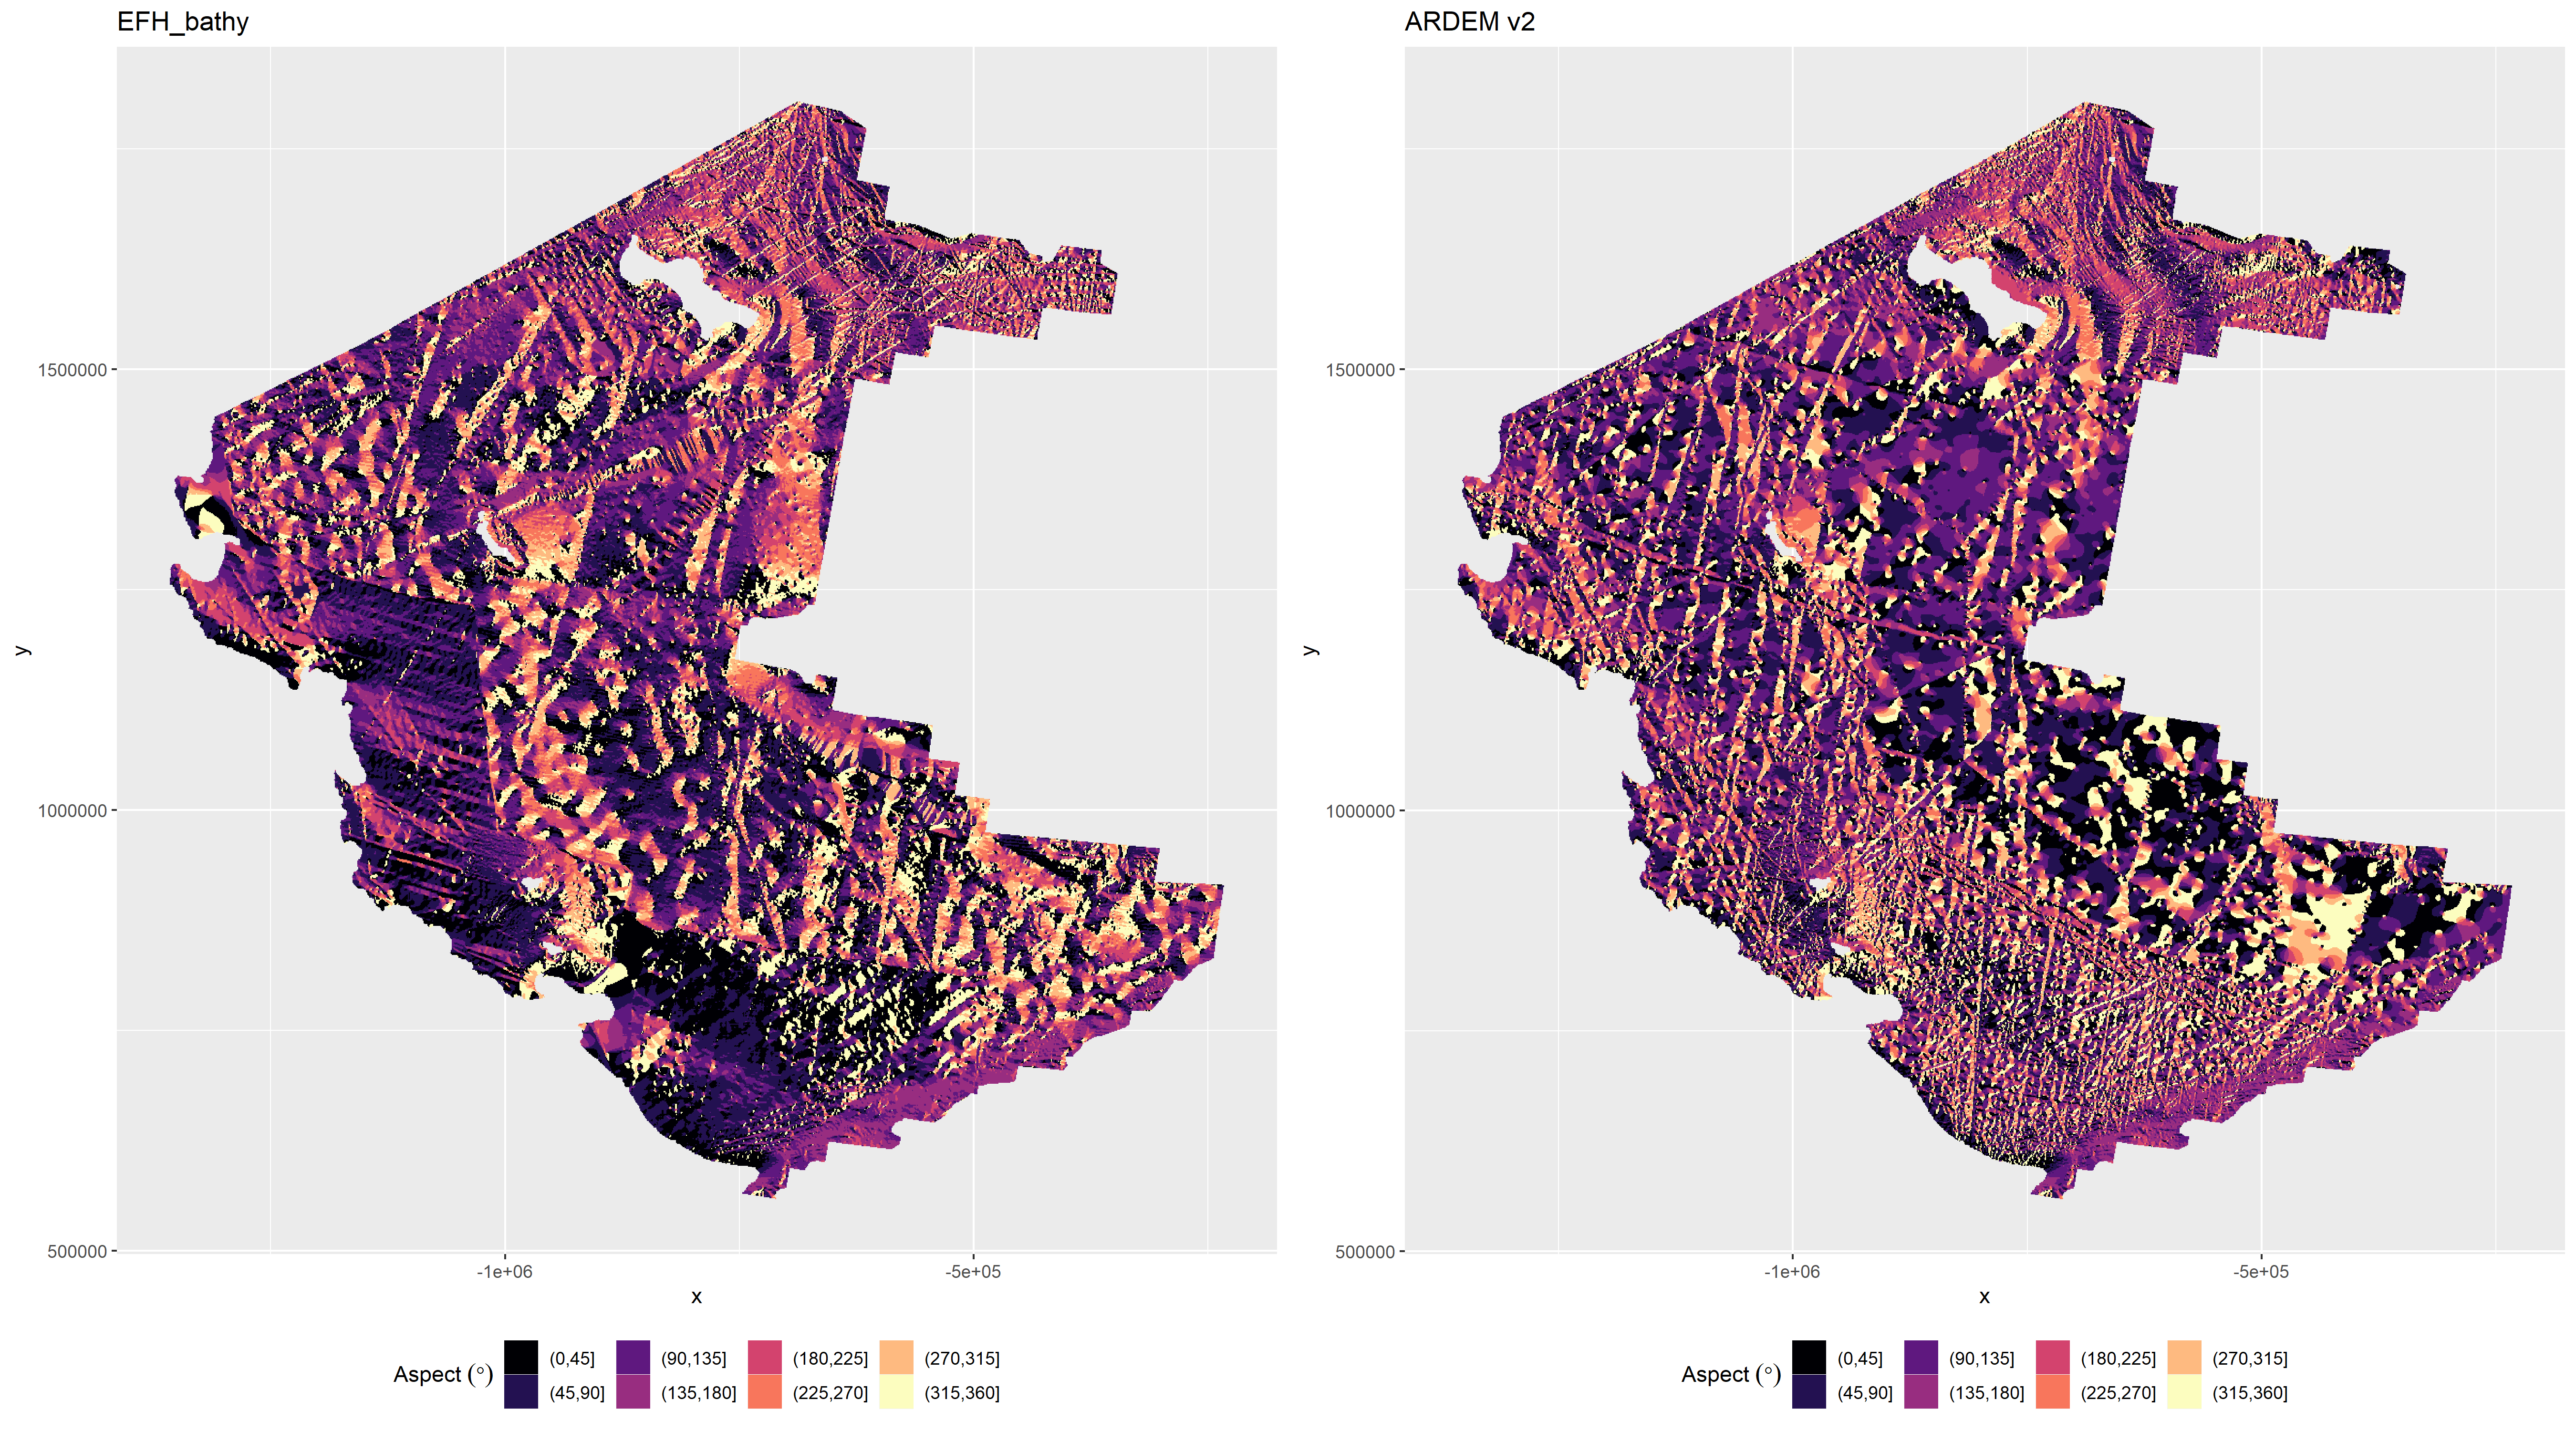 EFH_bathy
1500000
1000000
500000
y
-1e+06
-5e+05
x
Aspect (°)
(0,45]
(90,135]
(180,225]
(270,315]
(45,90]
(135,180]
(225,270]
(315,360]
ARDEM v2
1500000
1000000
500000
y
-1e+06
-5e+05
x
Aspect (°)
(0,45]
(90,135]
(180,225]
(270,315]
(45,90]
(135,180]
(225,270]
(315,360]